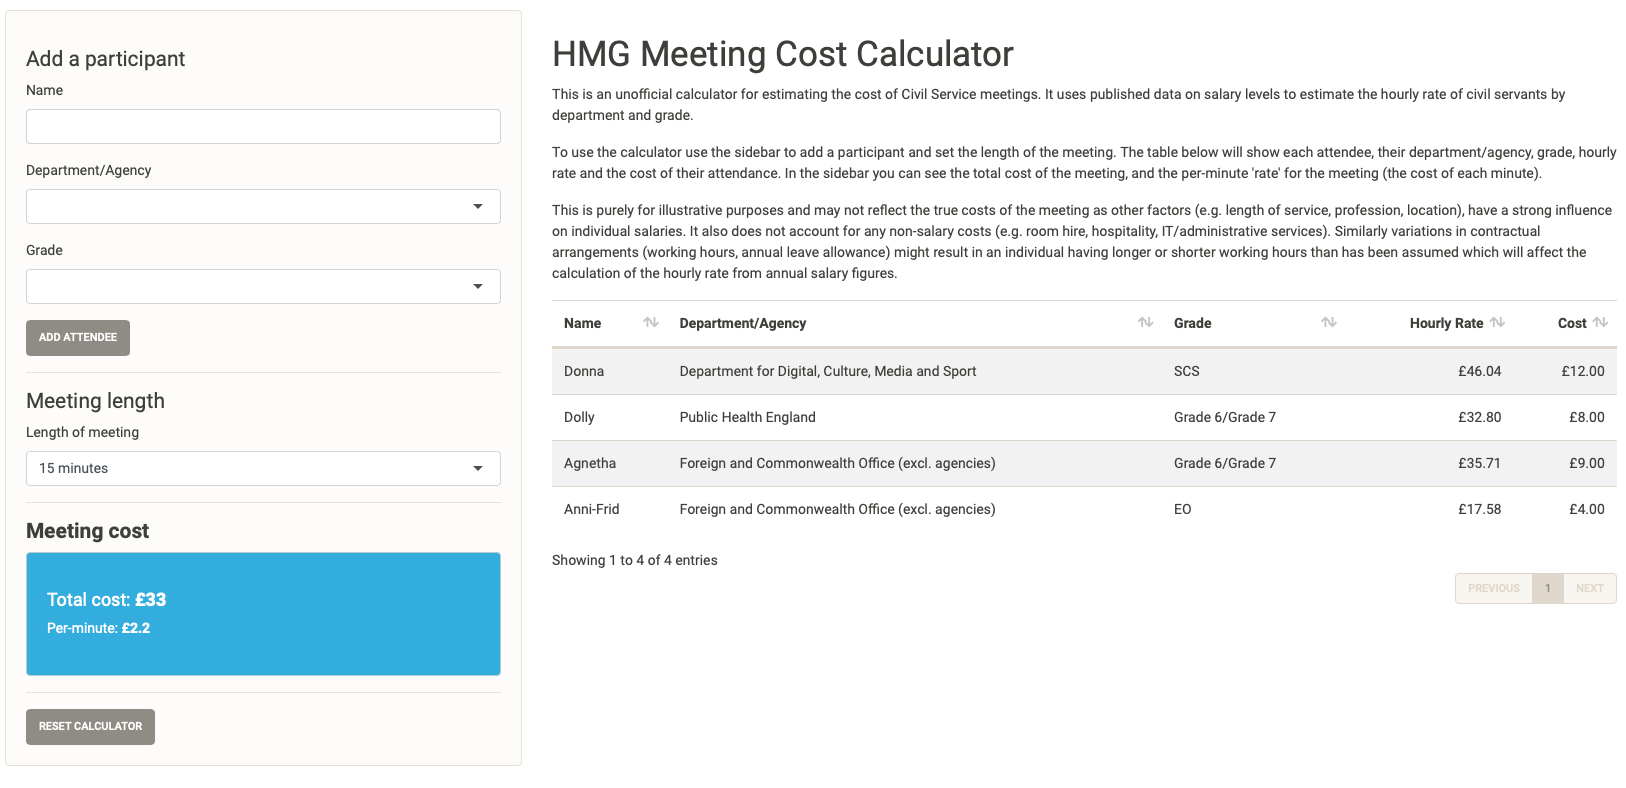 Add a participant
Name
Department/Agency
Grade
ADD ATTENDEE
Meeting length
Length of meeting
15 minutes
Meeting cost
Total cost: £33
Per-minute: £2.2
RESET CALCULATOR
HMG Meeting Cost Calculator
This is an unofficial calculator for estimating the cost of Civil Service meetings. It uses published data on salary levels to estimate the hourly rate of civil servants by
department and grade.
To use the calculator use the sidebar to add a participant and set the length of the meeting. The table below will show each attendee, their department/agency, grade, hourly
rate and the cost of their attendance. In the sidebar you can see the total cost of the meeting, and the per-minute 'rate' for the meeting (the cost of each minute).
This is purely for illustrative purposes and may not reflect the true costs of the meeting as other factors (e.g. length of service, profession, location), have a strong influence
on individual salaries. It also does not account for any non-salary costs (e.g. room hire, hospitality, IT/administrative services). Similarly variations in contractual
arrangements (working hours, annual leave allowance) might result in an individual having longer or shorter working hours than has been assumed which will affect the
calculation of the hourly rate from annual salary figures.
Name Department/Agency Grade Hourly Rate Cost
Donna Department for Digital, Culture, Media and Sport SCS £46.04 £12.00
Dolly Public Health England Grade 6/Grade 7 £32.80 £8.00
Agnetha Foreign and Commonwealth Office (excl. agencies) Grade 6/Grade 7 £35.71 £9.00
Anni-Frid Foreign and Commonwealth Office (excl. agencies) EO £17.58 £4.00
Showing 1 to 4 of 4 entries
PREVIOUS 1 NEXT